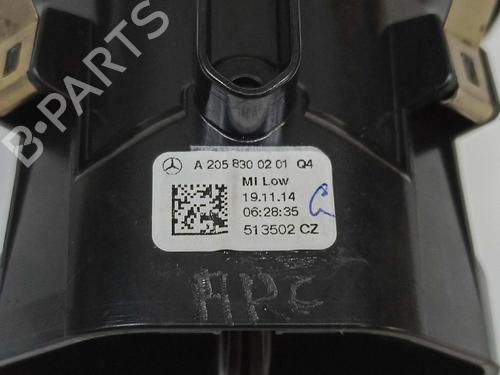 B-PARTS
A 205 830 02 01 Q4
MI Low
19.11.14
06:28:35
513502 CZ